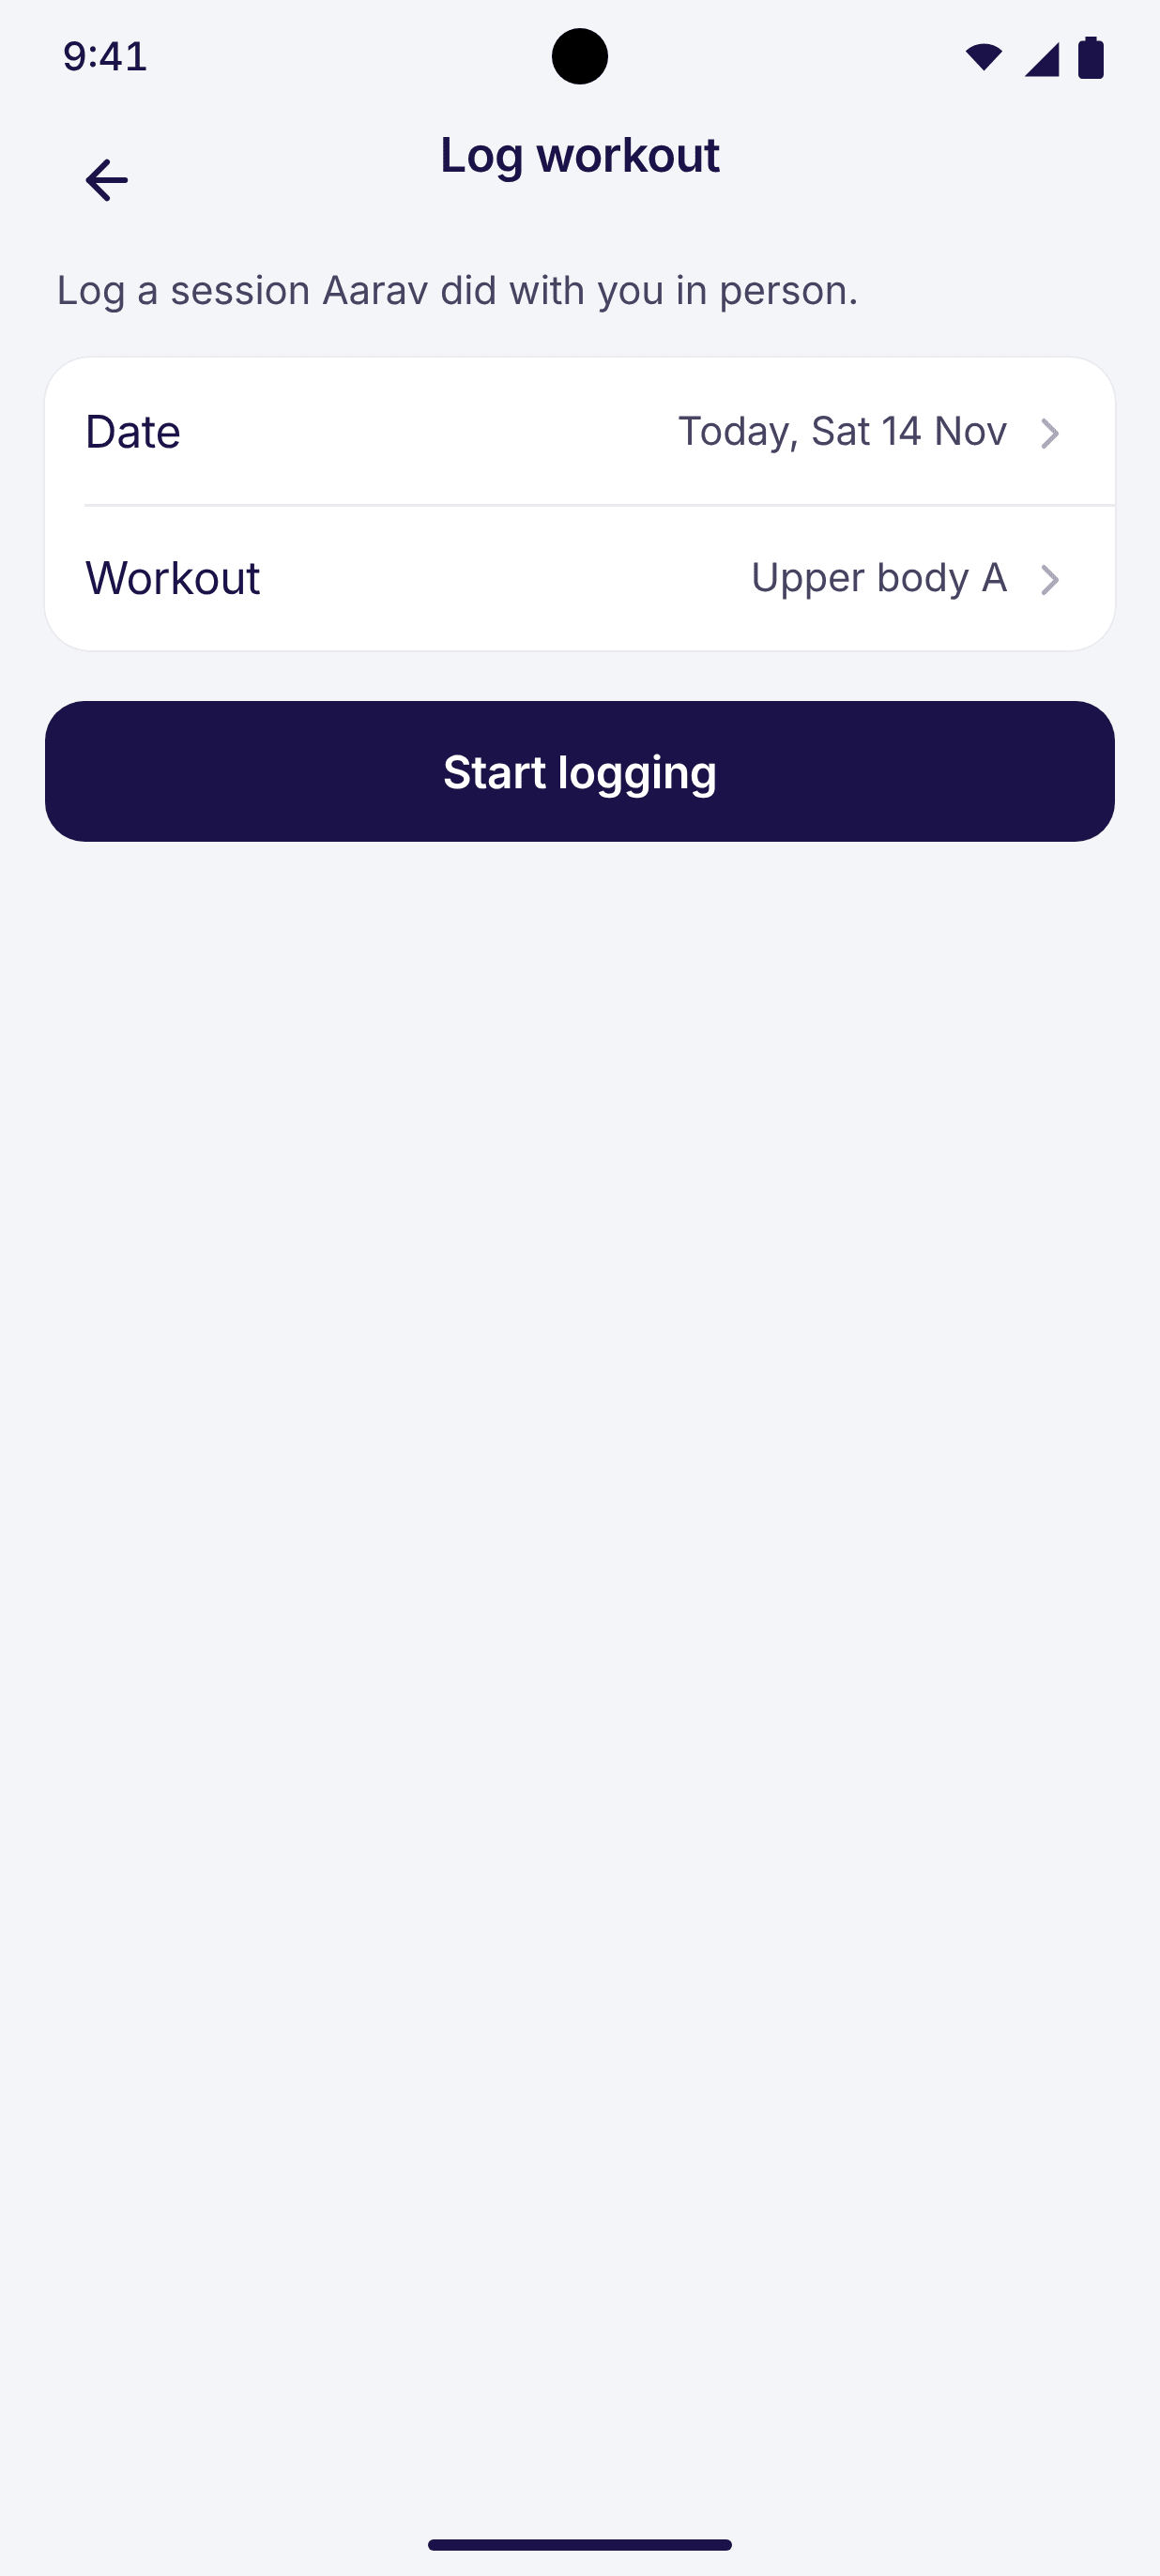 9:41
Log workout
Log a session Aarav did with you in person.
Date
Today, Sat 14 Nov
Workout
Upper body A
Start logging